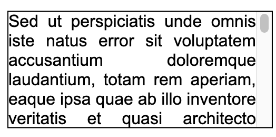 Sed ut perspiciatis unde omnis
iste natus error sit voluptatem
accusantium doloremque
laudantium, totam rem aperiam,
eaque ipsa quae ab illo inventore
veritatis et quasi architecto